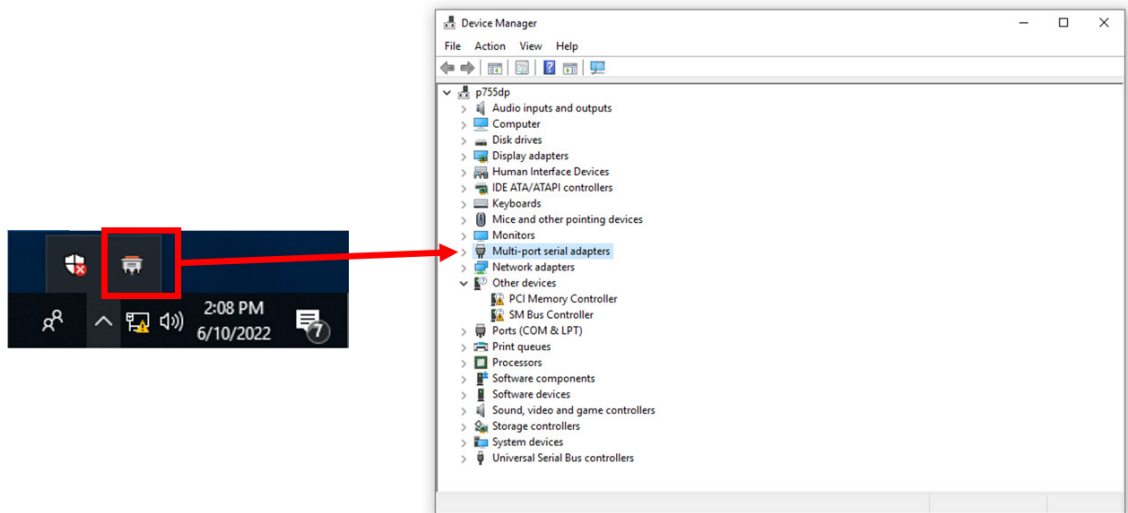 Device Manager
File Action View Help
p755dp
Audio inputs and outputs
Computer
Disk drives
Display adapters
Human Interface Devices
IDE ATA/ATAPI controllers
Keyboards
Mice and other pointing devices
Monitors
Multi-port serial adapters
Network adapters
Other devices
PCI Memory Controller
SM Bus Controller
Ports (COM & LPT)
Print queues
Processors
Software components
Software devices
Sound, video and game controllers
Storage controllers
System devices
Universal Serial Bus controllers
2:08 PM
6/10/2022
7